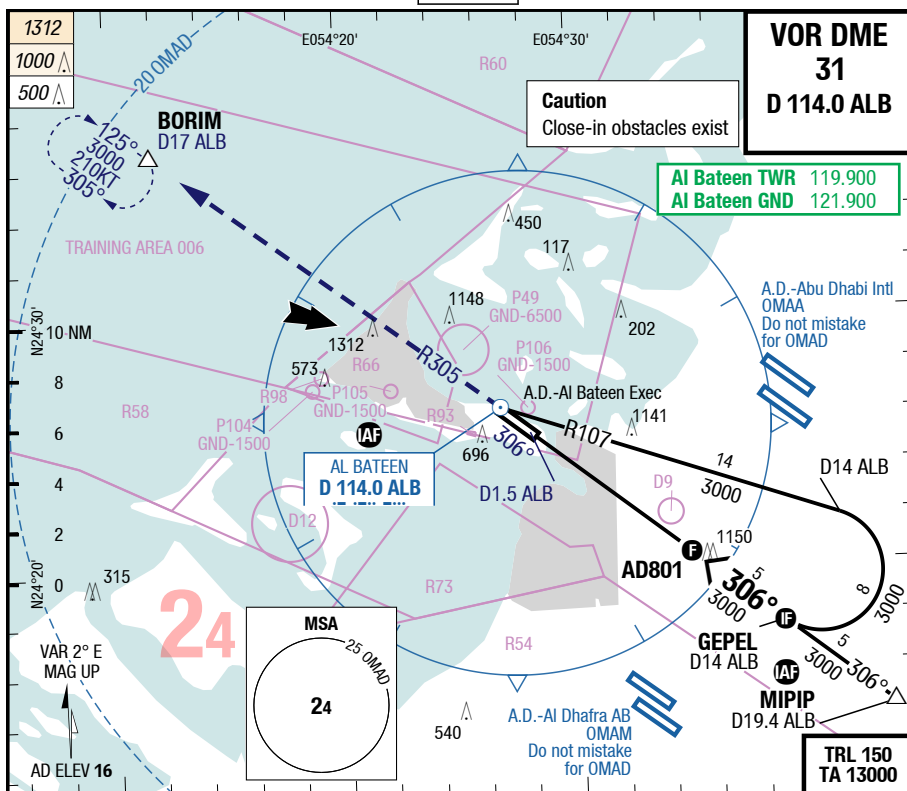 1312
1000
500
E054°20'
E054°30'
VOR DME
31
D 114.0 ALB
20 OMAD
R60
Caution
Close-in obstacles exist
BORIM
D17 ALB
125°
3000
210KT
305°
Al Bateen TWR 119.900
Al Bateen GND 121.900
TRAINING AREA 006
450
117
A.D.-Abu Dhabi Intl
OMAA
Do not mistake
for OMAD
N24°30'
10 NM
1148
P49
GND-6500
202
1312
R305
P106
GND-1500
R66
573
8
R98
P105
GND-1500
A.D.-Al Bateen Exec
R58
R93
R107
1141
P104
GND-1500
6
IAF
696
306°
AL BATEEN
D 114.0 ALB
D1.5 ALB
14
3000
D14 ALB
4
D9
D12
2
F
1150
AD801
N24°20'
0
315
24
R73
5
306°
3000
8
3000
IF
MSA
25 OMAD
24
R54
GEPEL
D14 ALB
5
3000
306°
IAF
MIPIP
D19.4 ALB
VAR 2° E
MAG UP
540
A.D.-Al Dhafra AB
OMAM
Do not mistake
for OMAD
AD ELEV 16
TRL 150
TA 13000